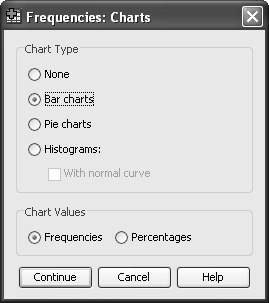 Frequencies: Charts
Chart Type
None
Bar charts
Pie charts
Histograms:
With normal curve
Chart Values
Frequencies Percentages
Continue Cancel Help